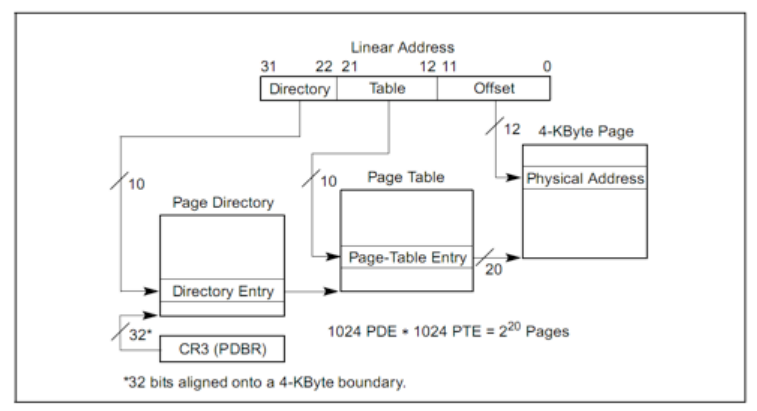 Linear Address
31 22 21 12 11 0
Directory Table Offset
12 4-KByte Page
10 10 Page Table Physical Address
Page Directory
Page-Table Entry
20
Directory Entry
32*
1024 PDE * 1024 PTE = 2^20 Pages
CR3 (PDBR)
*32 bits aligned onto a 4-KByte boundary.